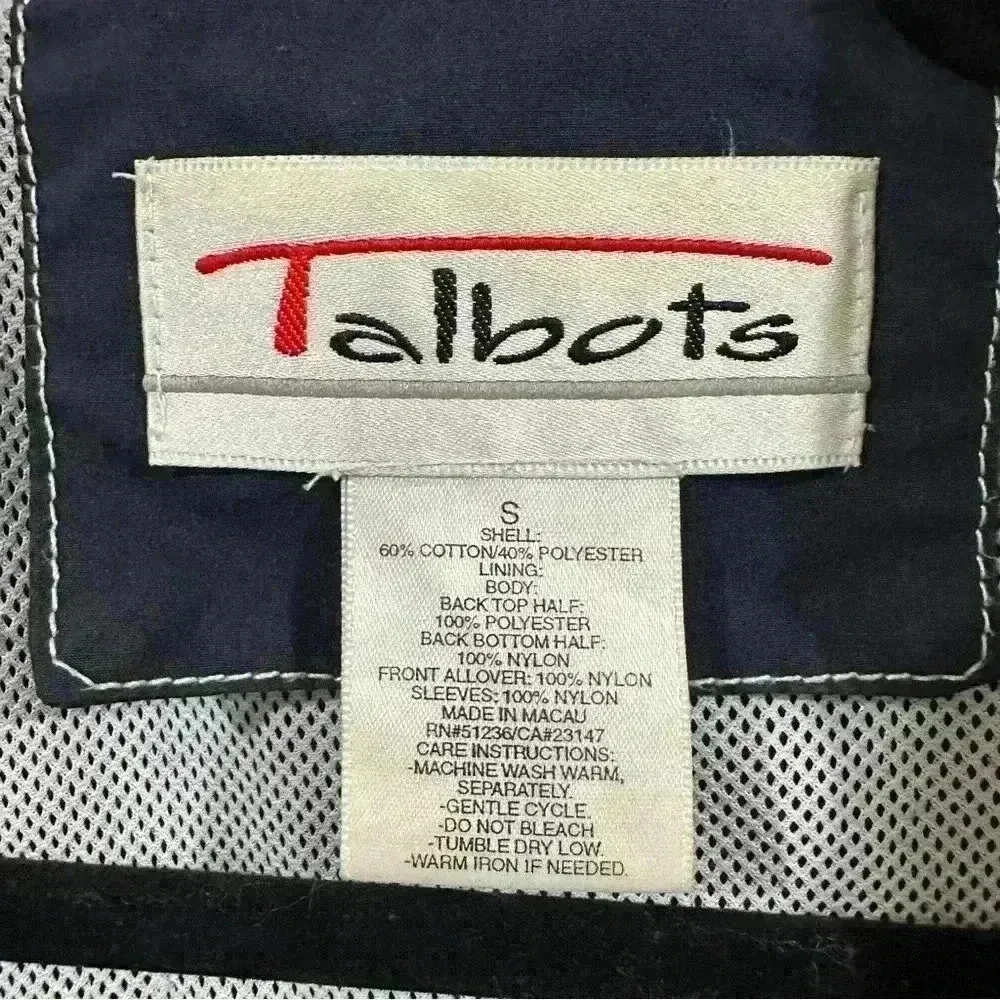 Talbots
S
SHELL:
60% COTTON/40% POLYESTER
LINING:
BODY:
BACK TOP HALF:
100% POLYESTER
BACK BOTTOM HALF:
100% NYLON
FRONT ALLOVER: 100% NYLON
SLEEVES: 100% NYLON
MADE IN MACAU
RN#51236/CA#23147
CARE INSTRUCTIONS:
-MACHINE WASH WARM,
SEPARATELY.
-GENTLE CYCLE.
-DO NOT BLEACH
-TUMBLE DRY LOW.
-WARM IRON IF NEEDED.